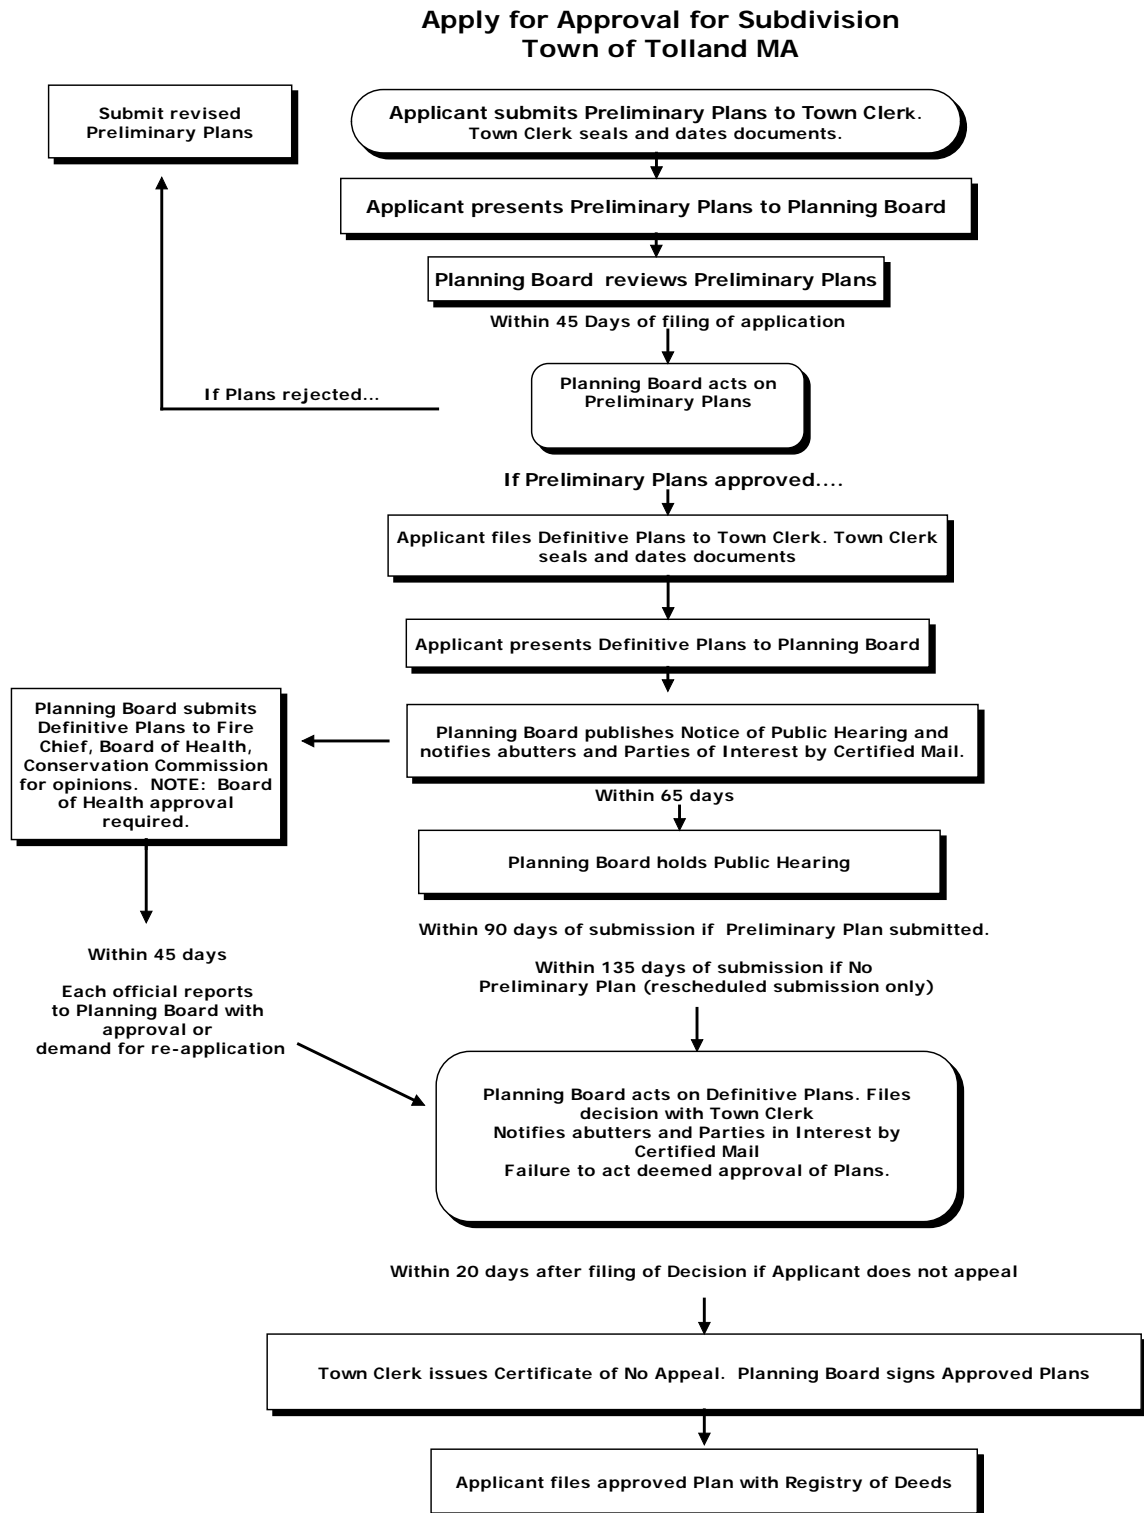 Apply for Approval for Subdivision
Town of Tolland MA
Submit revised
Preliminary Plans
Applicant submits Preliminary Plans to Town Clerk.
Town Clerk seals and dates documents.
Applicant presents Preliminary Plans to Planning Board
Planning Board reviews Preliminary Plans
Within 45 Days of filing of application
Planning Board acts on
Preliminary Plans
If Plans rejected...
If Preliminary Plans approved....
Applicant files Definitive Plans to Town Clerk. Town Clerk
seals and dates documents
Applicant presents Definitive Plans to Planning Board
Planning Board submits
Definitive Plans to Fire
Chief, Board of Health,
Conservation Commission
for opinions. NOTE: Board
of Health approval
required.
Planning Board publishes Notice of Public Hearing and
notifies abutters and Parties of Interest by Certified Mail.
Within 65 days
Planning Board holds Public Hearing
Within 45 days
Each official reports
to Planning Board with
approval or
demand for re-application
Within 90 days of submission if Preliminary Plan submitted.
Within 135 days of submission if No
Preliminary Plan (rescheduled submission only)
Planning Board acts on Definitive Plans. Files
decision with Town Clerk
Notifies abutters and Parties in Interest by
Certified Mail
Failure to act deemed approval of Plans.
Within 20 days after filing of Decision if Applicant does not appeal
Town Clerk issues Certificate of No Appeal. Planning Board signs Approved Plans
Applicant files approved Plan with Registry of Deeds